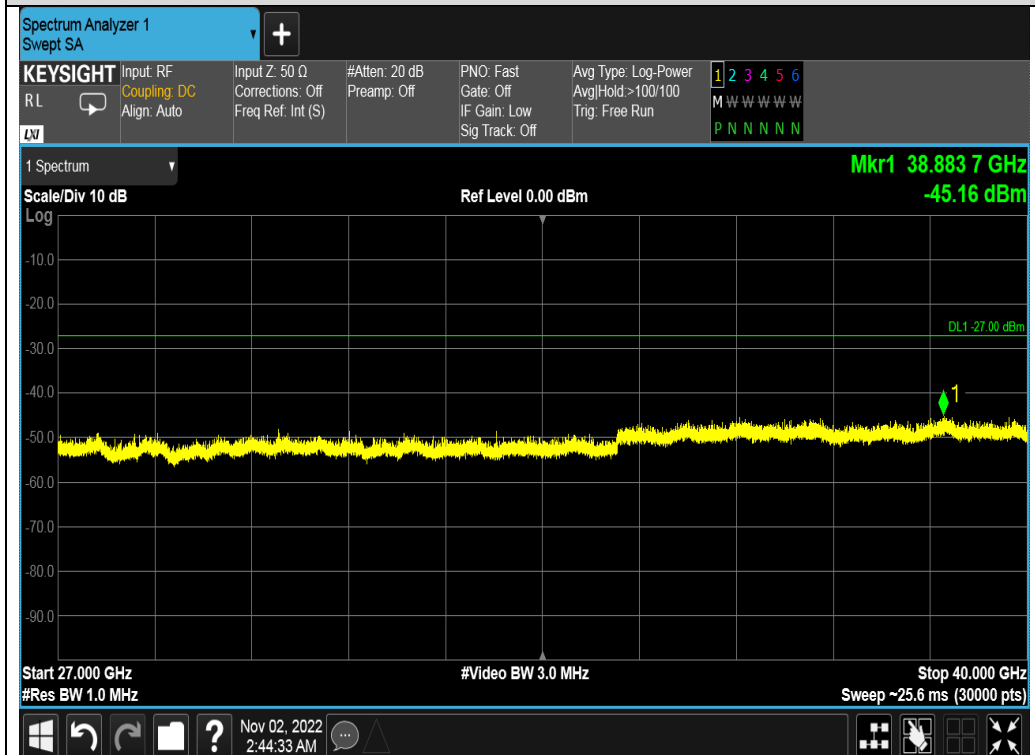 Spectrum Analyzer 1
Swept SA
+
KEYSIGHT
R L
LXI
Input: RF
Coupling: DC
Align: Auto
Input Z: 50 Ω
Corrections: Off
Freq Ref: Int (S)
#Atten: 20 dB
Preamp: Off
PNO: Fast
Gate: Off
IF Gain: Low
Sig Track: Off
Avg Type: Log-Power
Avg|Hold:>100/100
Trig: Free Run
1 2 3 4 5 6
M W W W W W
P N N N N N
1 Spectrum
Mkr1 38.883 7 GHz
-45.16 dBm
Scale/Div 10 dB
Ref Level 0.00 dBm
Log
-10.0
-20.0
DL1 -27.00 dBm
-30.0
-40.0
1
-50.0
-60.0
-70.0
-80.0
-90.0
Start 27.000 GHz
#Video BW 3.0 MHz
Stop 40.000 GHz
#Res BW 1.0 MHz
Sweep ~25.6 ms (30000 pts)
?
Nov 02, 2022
2:44:33 AM